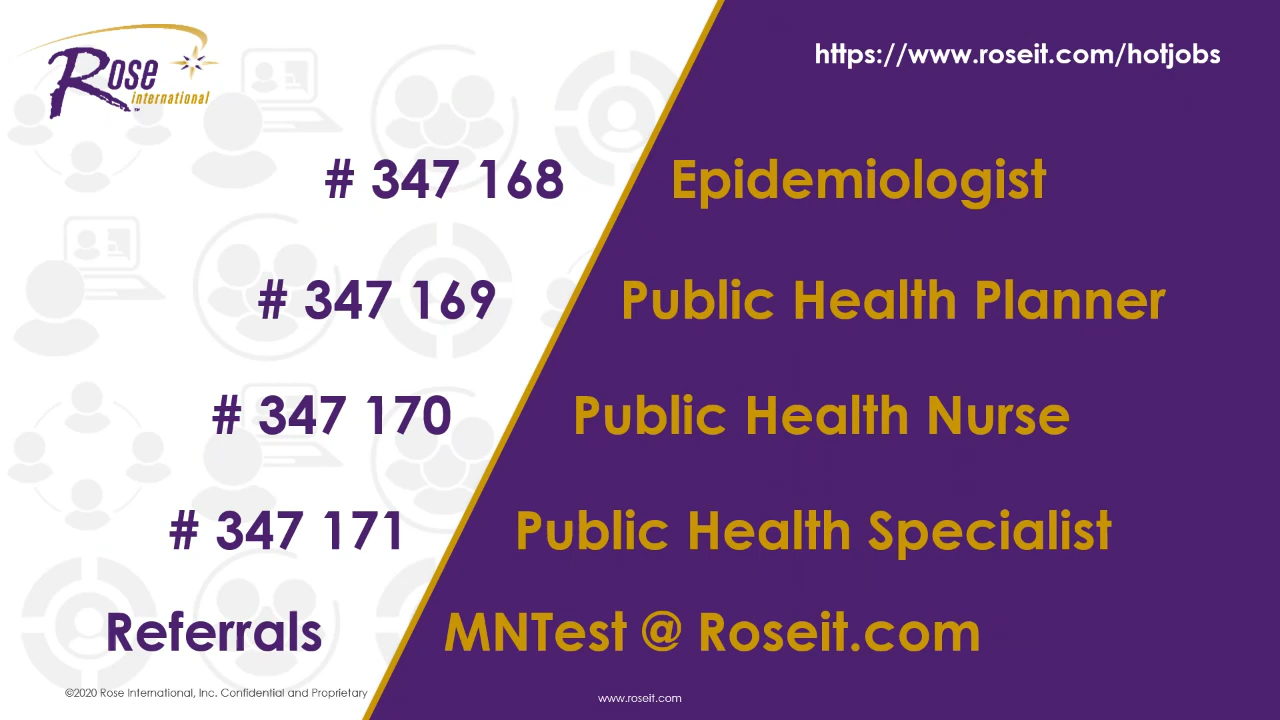 Rose
international
TM
https://www.roseit.com/hotjobs
# 347 168 Epidemiologist
# 347 169 Public Health Planner
# 347 170 Public Health Nurse
# 347 171 Public Health Specialist
Referrals MNTest @ Roseit.com
©2020 Rose International, Inc. Confidential and Proprietary
www.roseit.com